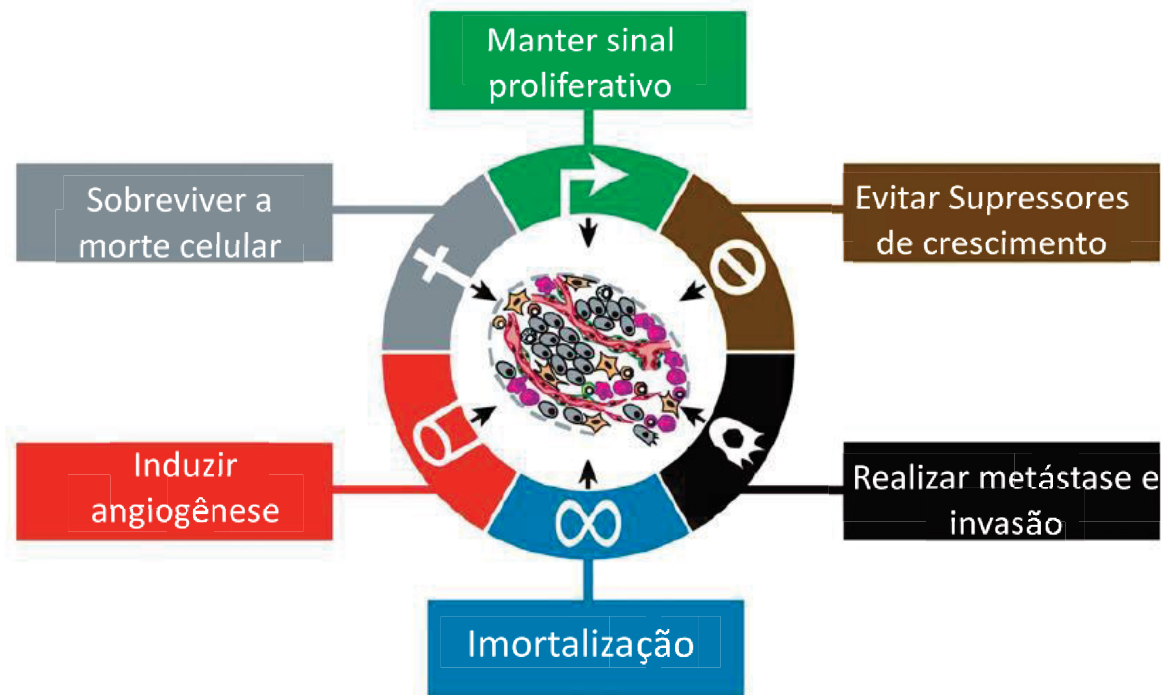 Manter sinal
proliferativo
Sobreviver a
morte celular
Evitar Supressores
de crescimento
Induzir
angiogênese
Realizar metástase e
invasão
Imortalização